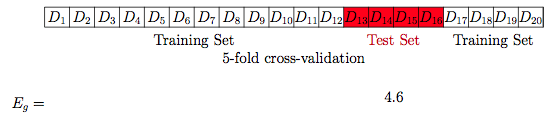 D1 D2 D3 D4 D5 D6 D7 D8 D9 D10 D11 D12 D13 D14 D15 D16 D17 D18 D19 D20
Training Set Test Set Training Set
5-fold cross-validation
4.6
Eg =